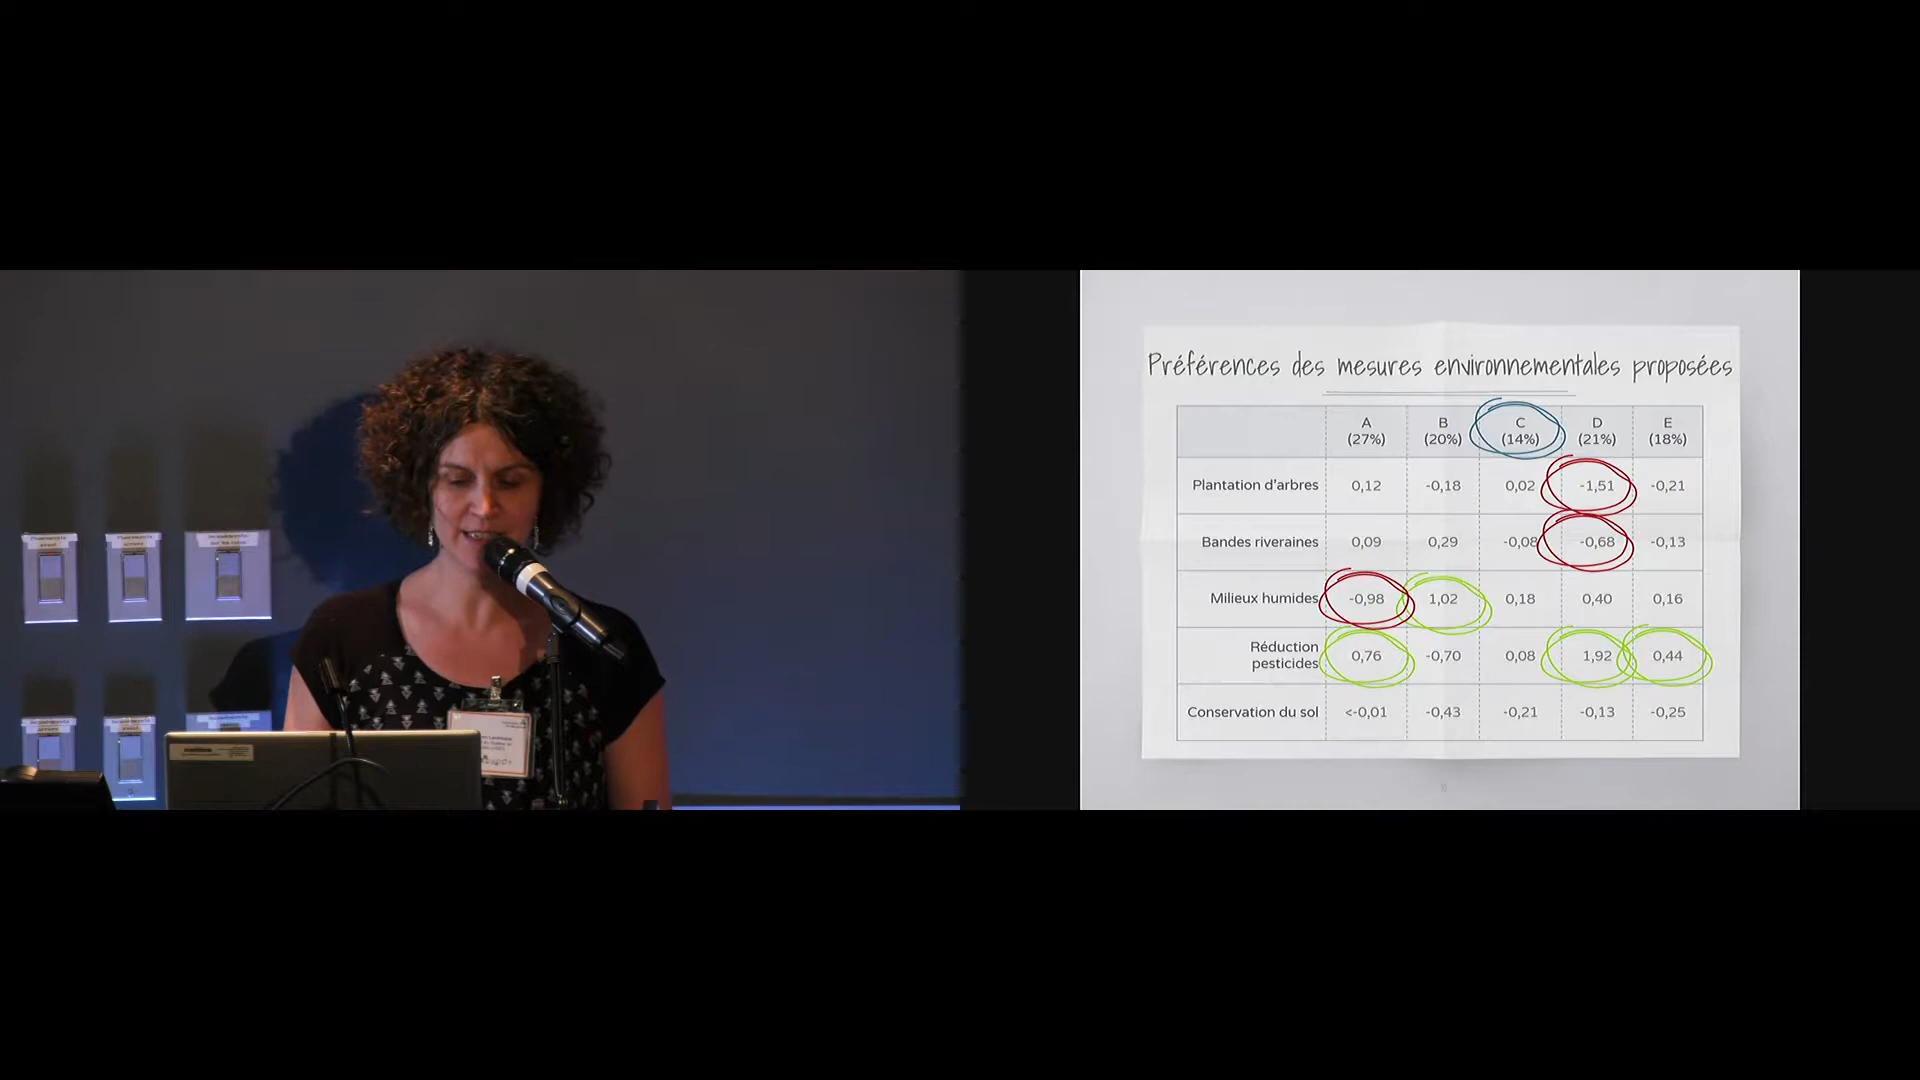 Préférences des mesures environnementales proposées
A B C D E
(27%) (20%) (14%) (21%) (18%)
Plantation d'arbres 0,12 -0,18 0,02 -1,51 -0,21
Bandes riveraines 0,09 0,29 -0,08 -0,68 -0,13
Milieux humides -0,98 1,02 0,18 0,40 0,16
Réduction
pesticides 0,76 -0,70 0,08 1,92 0,44
Conservation du sol <-0,01 -0,43 -0,21 -0,13 -0,25